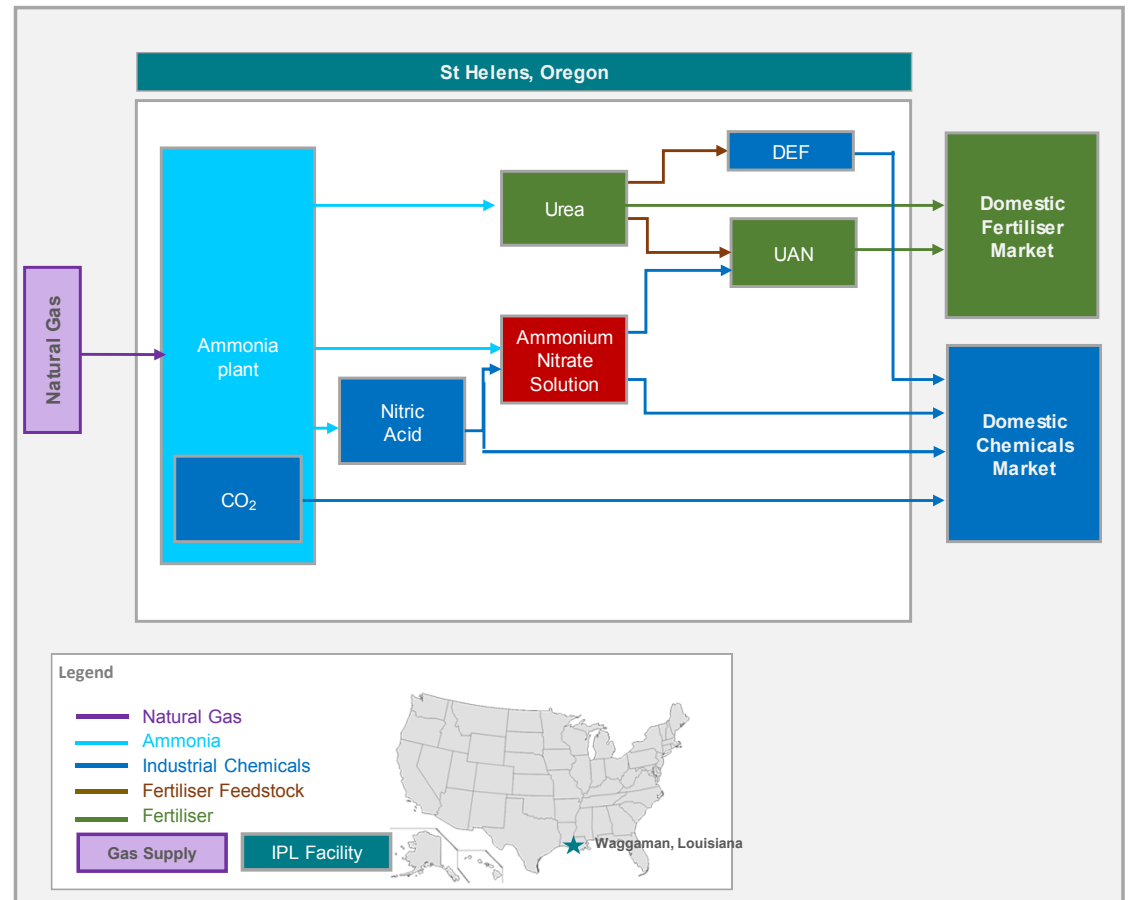 St Helens, Oregon
DEF
Urea
Domestic
Fertiliser
Market
UAN
Natural Gas
Ammonia
plant
Ammonium
Nitrate
Solution
Nitric
Acid
Domestic
Chemicals
Market
CO₂
Legend
Natural Gas
Ammonia
Industrial Chemicals
Fertiliser Feedstock
Fertiliser
Gas Supply
IPL Facility
Waggaman, Louisiana